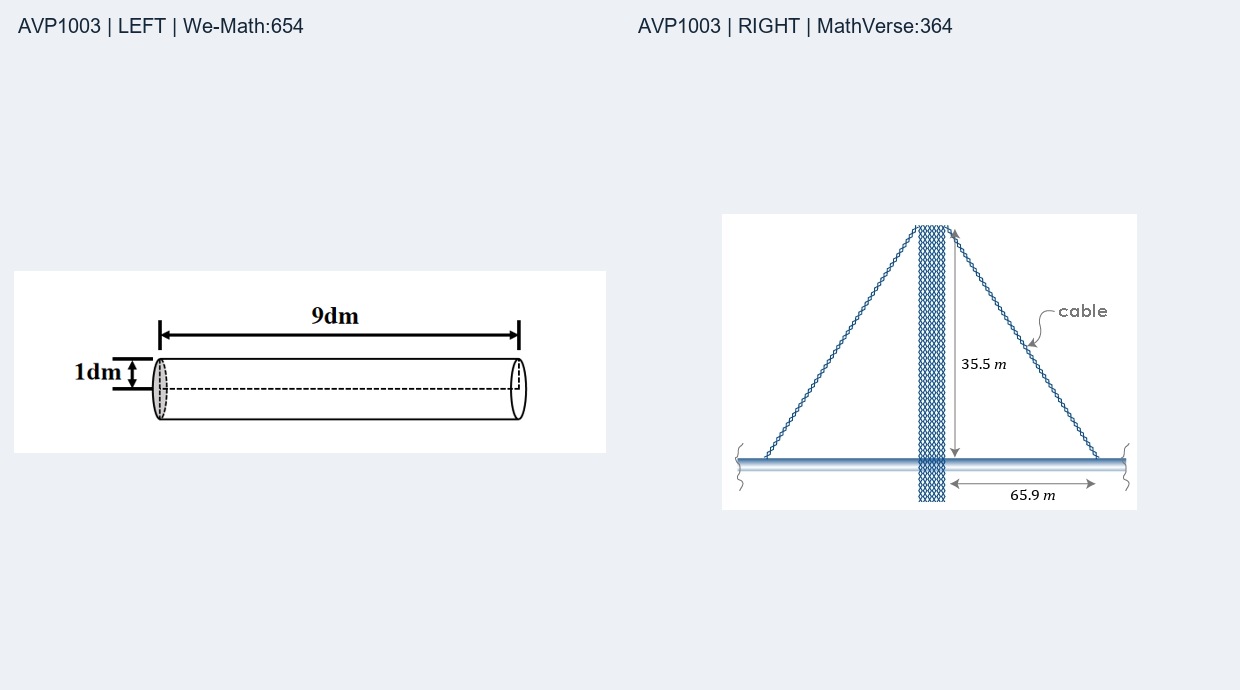 AVP1003 | LEFT | We-Math:654
AVP1003 | RIGHT | MathVerse:364
9dm
1dm
cable
35.5 m
65.9 m